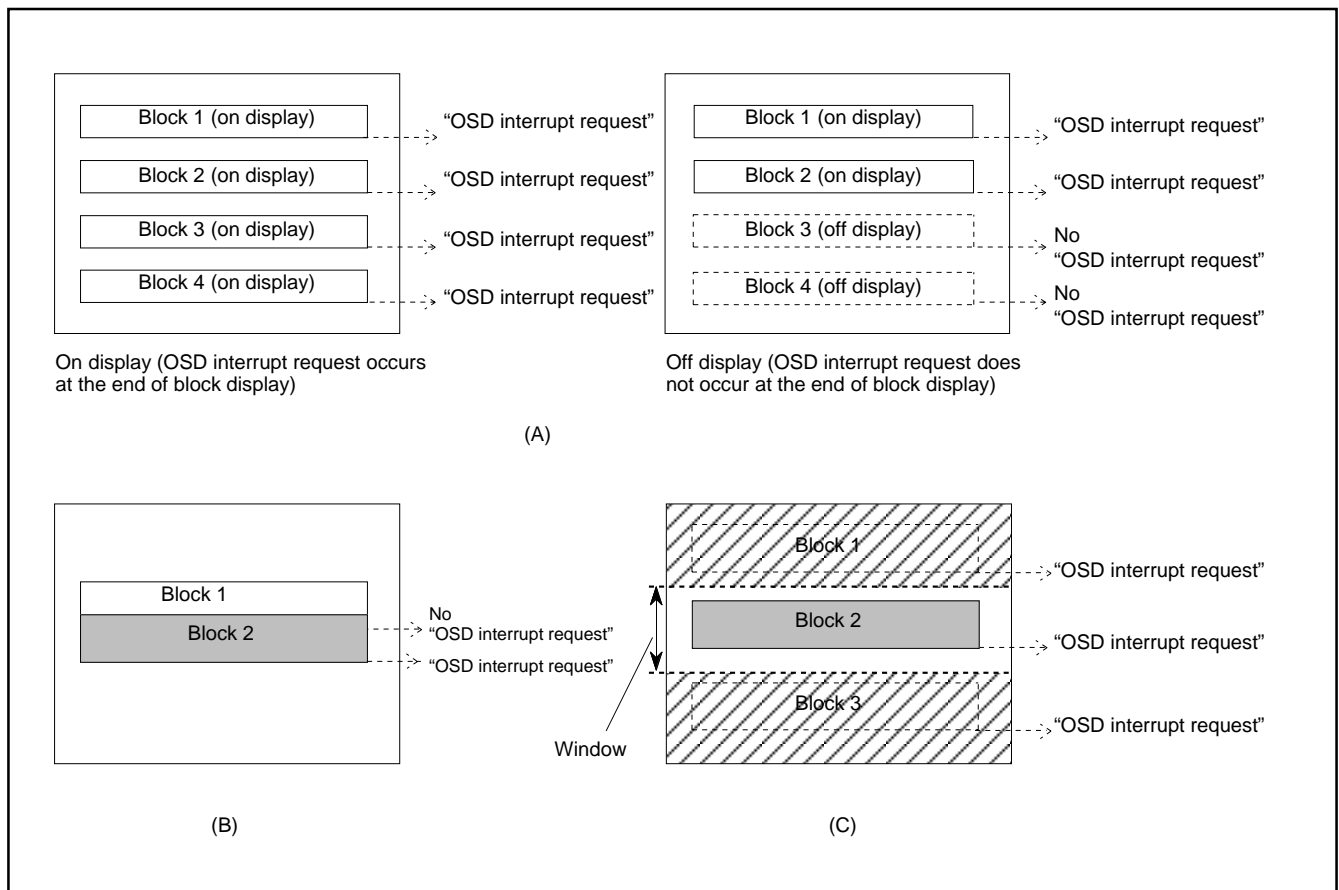 Block 1 (on display)
“OSD interrupt request”
Block 2 (on display)
“OSD interrupt request”
Block 3 (on display)
“OSD interrupt request”
Block 4 (on display)
“OSD interrupt request”
On display (OSD interrupt request occurs
at the end of block display)
Block 1 (on display)
“OSD interrupt request”
Block 2 (on display)
“OSD interrupt request”
Block 3 (off display)
No
“OSD interrupt request”
Block 4 (off display)
No
“OSD interrupt request”
Off display (OSD interrupt request does
not occur at the end of block display)
(A)
Block 1
Block 2
No
“OSD interrupt request”
“OSD interrupt request”
(B)
Block 1
“OSD interrupt request”
Block 2
“OSD interrupt request”
Block 3
“OSD interrupt request”
Window
(C)